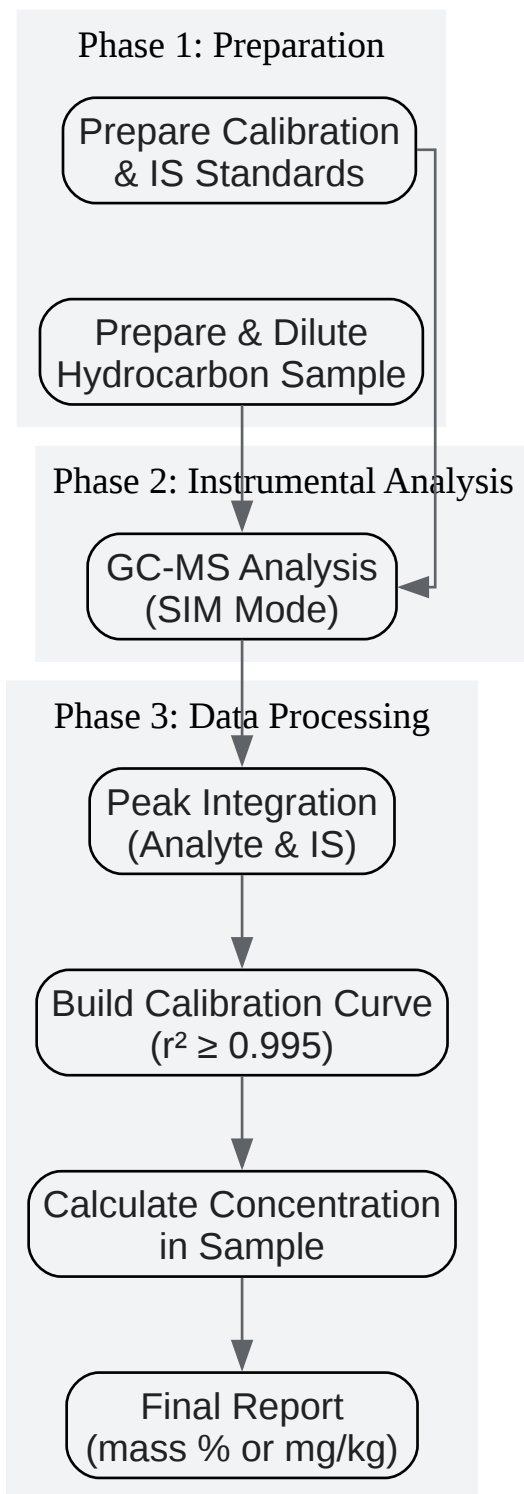 Phase 1: Preparation
Prepare Calibration
& IS Standards
Prepare & Dilute
Hydrocarbon Sample
Phase 2: Instrumental Analysis
GC-MS Analysis
(SIM Mode)
Phase 3: Data Processing
Peak Integration
(Analyte & IS)
Build Calibration Curve
(r² ≥ 0.995)
Calculate Concentration
in Sample
Final Report
(mass % or mg/kg)